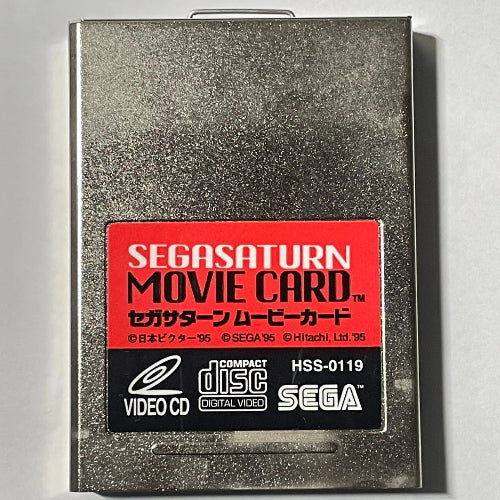 SEGASATURN
MOVIE CARD™
セガサターン ムービーカード
©日本ビクター'95 ©SEGA'95 ©Hitachi, Ltd.'95
VIDEO CD
COMPACT
disc
DIGITAL VIDEO
HSS-0119
SEGA™